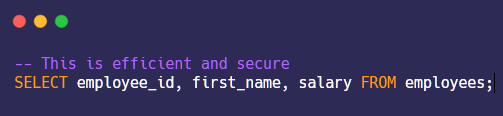 -- This is efficient and secure
SELECT employee_id, first_name, salary FROM employees;